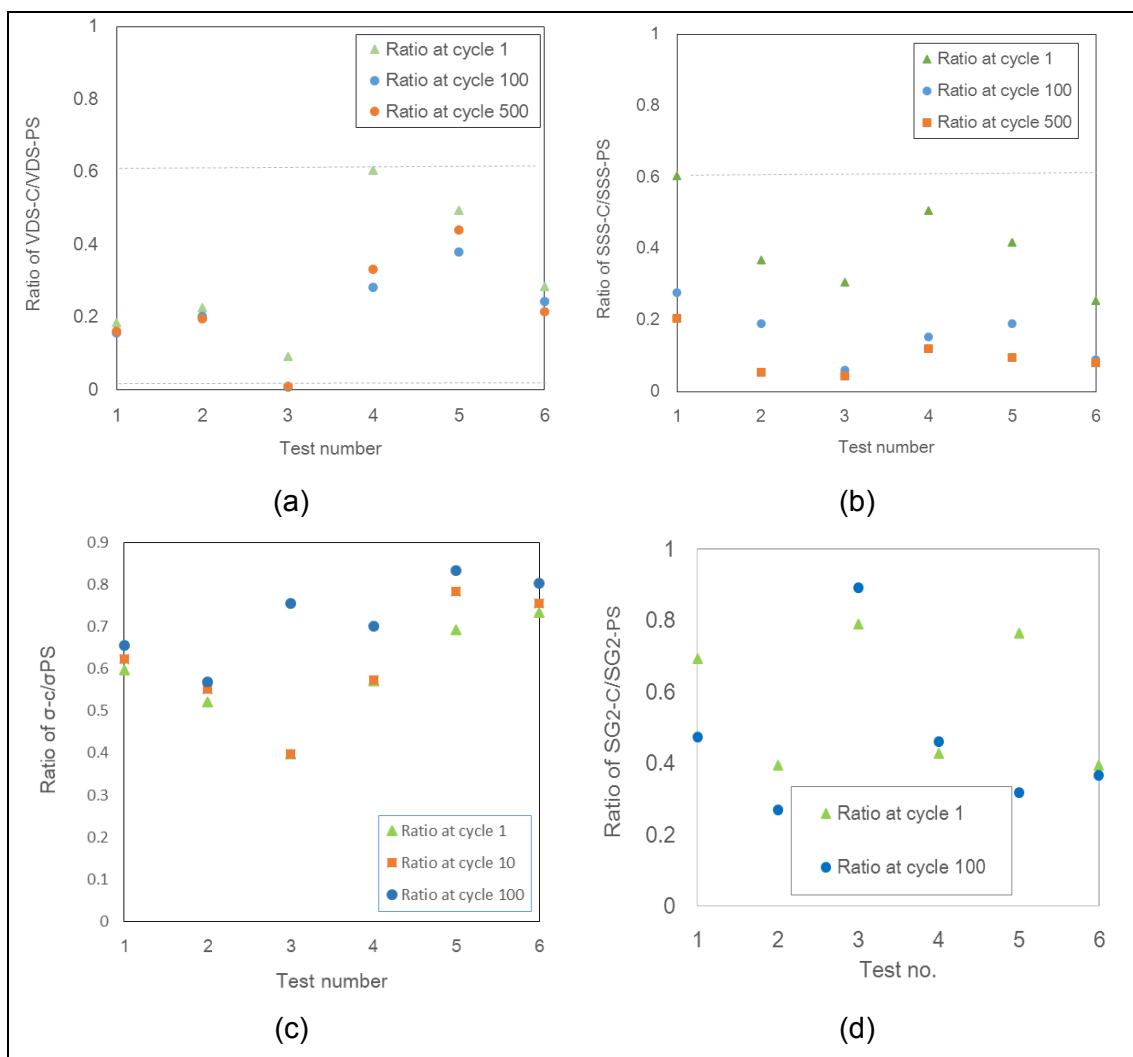 1
0.8
0.6
0.4
0.2
0
Ratio of VDS-C/VDS-PS
Ratio at cycle 1
Ratio at cycle 100
Ratio at cycle 500
1 2 3 4 5 6
Test number
(a)
1
0.8
0.6
0.4
0.2
0
Ratio of SSS-C/SSS-PS
Ratio at cycle 1
Ratio at cycle 100
Ratio at cycle 500
1 2 3 4 5 6
Test number
(b)
0.9
0.8
0.7
0.6
0.5
0.4
0.3
0.2
0.1
0
Ratio of σ-c/σPS
Ratio at cycle 1
Ratio at cycle 10
Ratio at cycle 100
1 2 3 4 5 6
Test number
(c)
1
0.8
0.6
0.4
0.2
0
Ratio of SG2-C/SG2-PS
Ratio at cycle 1
Ratio at cycle 100
1 2 3 4 5 6
Test no.
(d)